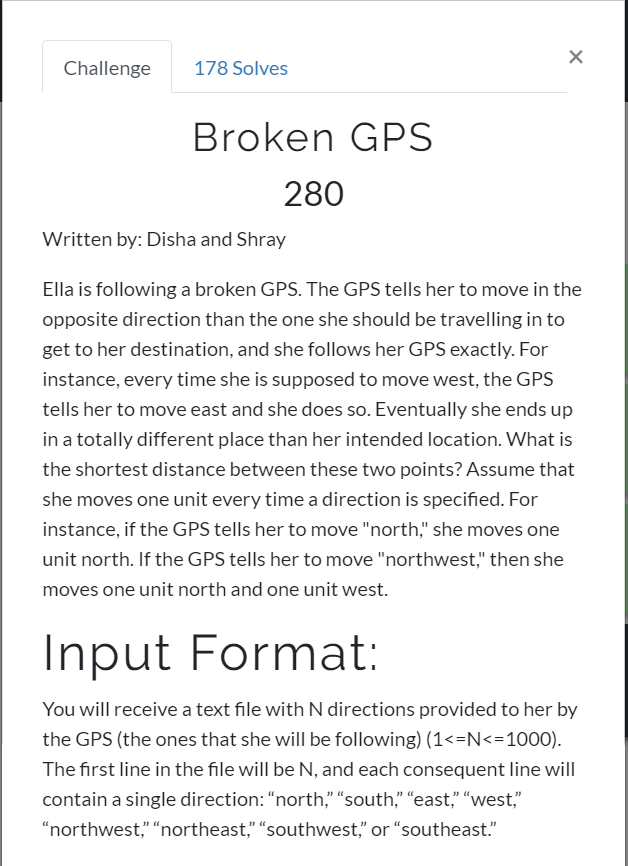 Challenge
178 Solves
×
Broken GPS
280
Written by: Disha and Shray
Ella is following a broken GPS. The GPS tells her to move in the
opposite direction than the one she should be travelling in to
get to her destination, and she follows her GPS exactly. For
instance, every time she is supposed to move west, the GPS
tells her to move east and she does so. Eventually she ends up
in a totally different place than her intended location. What is
the shortest distance between these two points? Assume that
she moves one unit every time a direction is specified. For
instance, if the GPS tells her to move "north," she moves one
unit north. If the GPS tells her to move "northwest," then she
moves one unit north and one unit west.
Input Format:
You will receive a text file with N directions provided to her by
the GPS (the ones that she will be following) (1<=N<=1000).
The first line in the file will be N, and each consequent line will
contain a single direction: “north,” “south,” “east,” “west,”
“northwest,” “northeast,” “southwest,” or “southeast.”